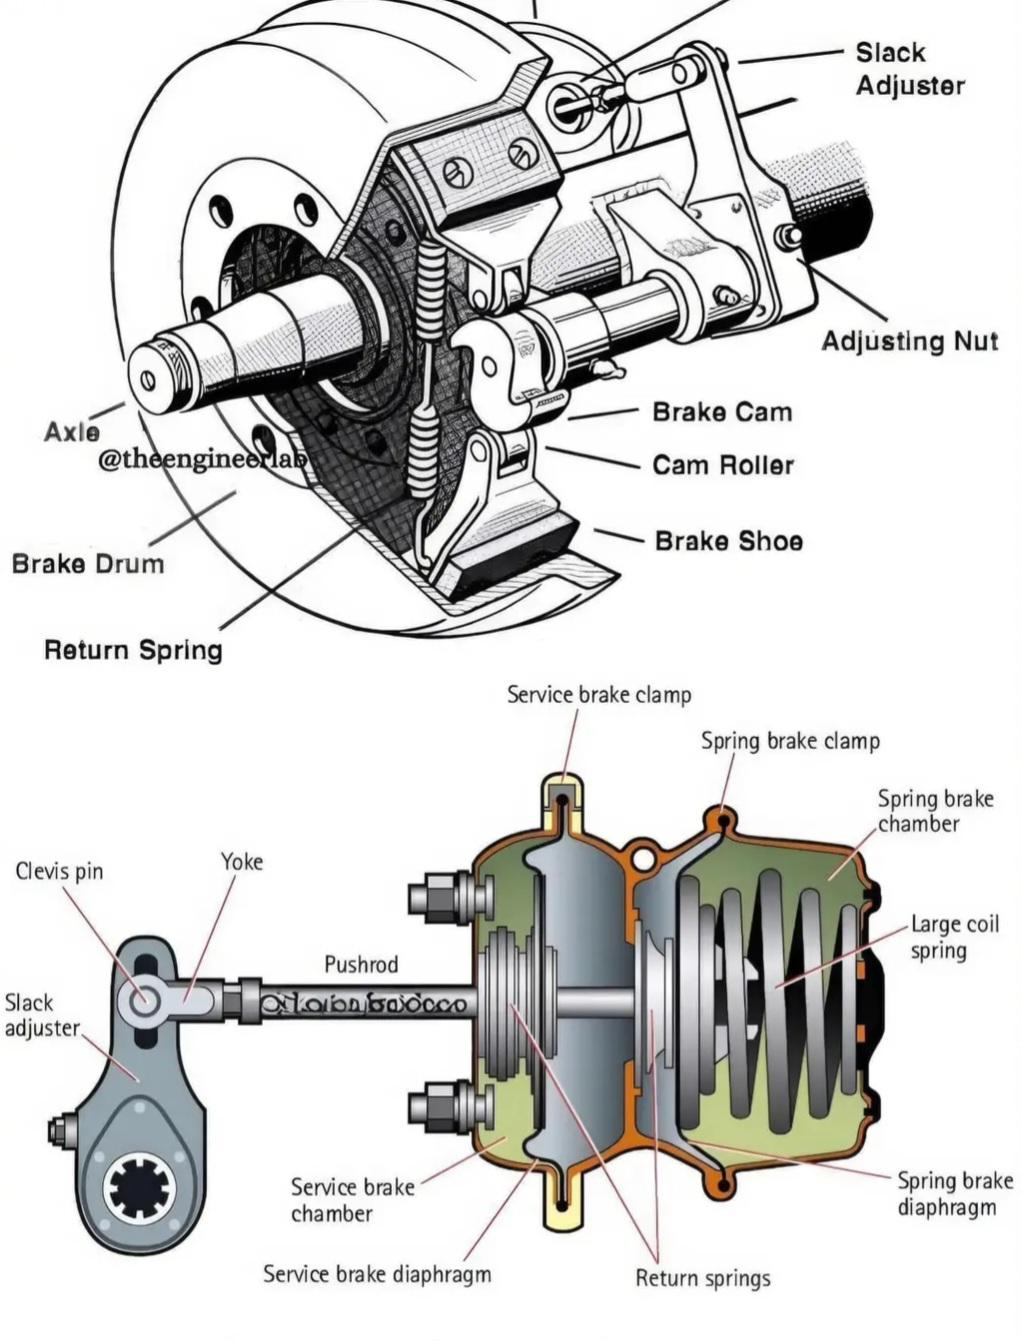 Slack
Adjuster
Adjusting Nut
Brake Cam
Axle
@theengineerlab
Cam Roller
Brake Shoe
Brake Drum
Return Spring
Service brake clamp
Spring brake clamp
Spring brake
chamber
Clevis pin
Yoke
Large coil
spring
Pushrod
Slack
adjuster
Service brake
chamber
Spring brake
diaphragm
Service brake diaphragm
Return springs